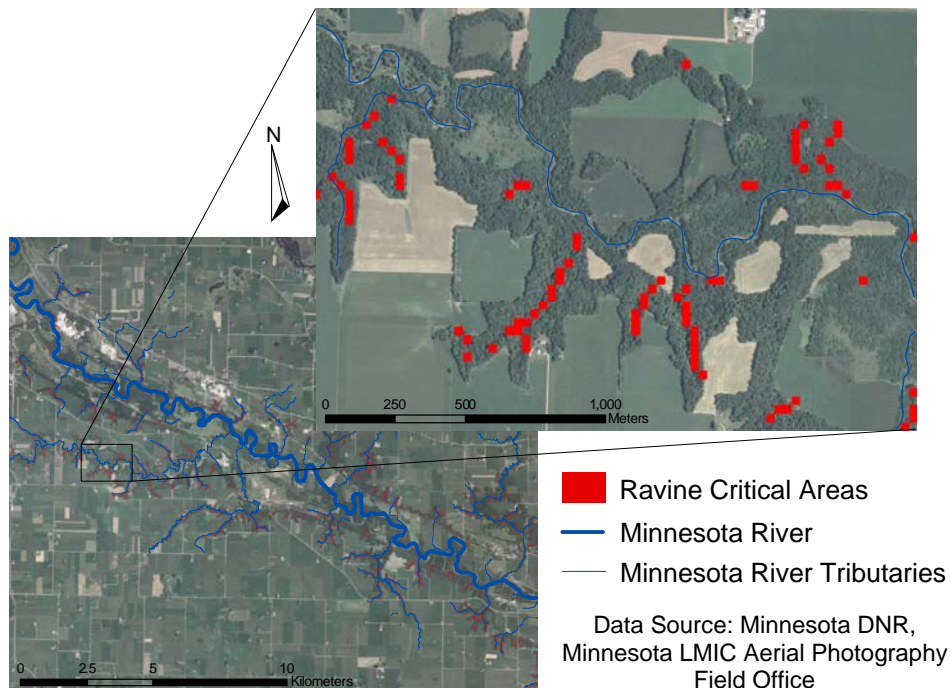 N
0 250 500 1,000
Meters
Ravine Critical Areas
Minnesota River
Minnesota River Tributaries
Data Source: Minnesota DNR,
Minnesota LMIC Aerial Photography
Field Office
0 2.5 5 10
Kilometers